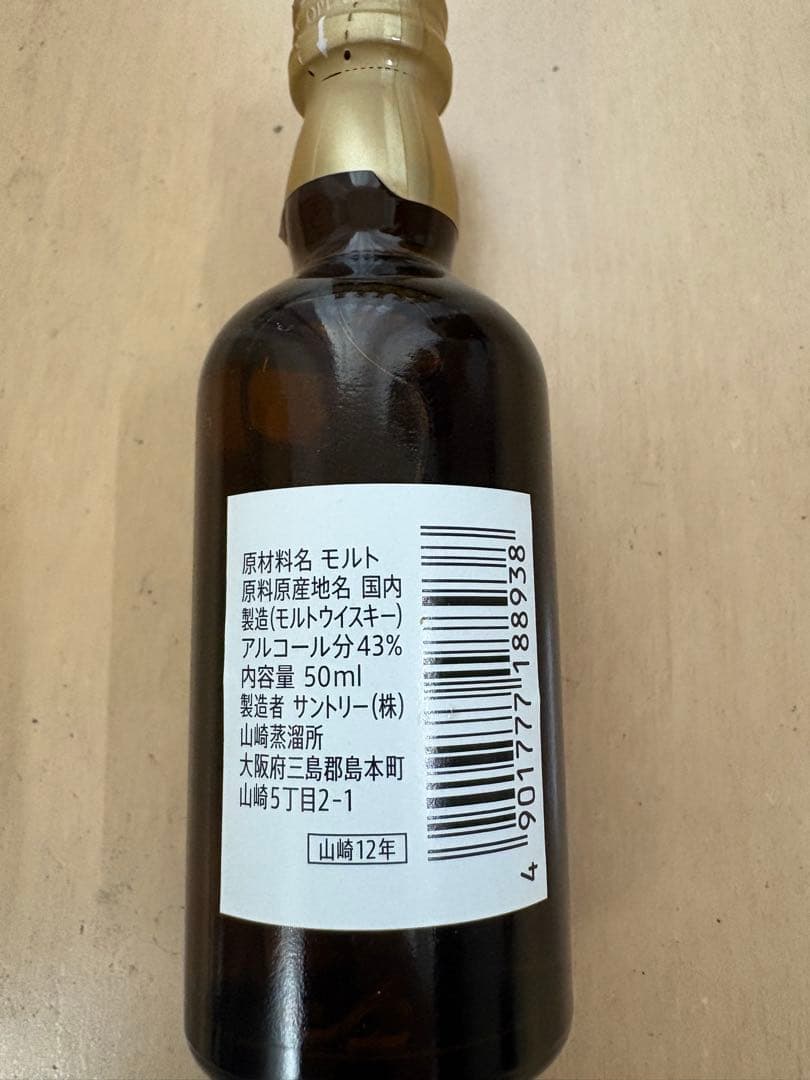 原材料名 モルト
原料原産地名 国内
製造(モルトウイスキー)
アルコール分43%
内容量 50ml
製造者 サントリー(株)
山崎蒸溜所
大阪府三島郡島本町
山崎5丁目2-1
山崎12年
4 901777 188938